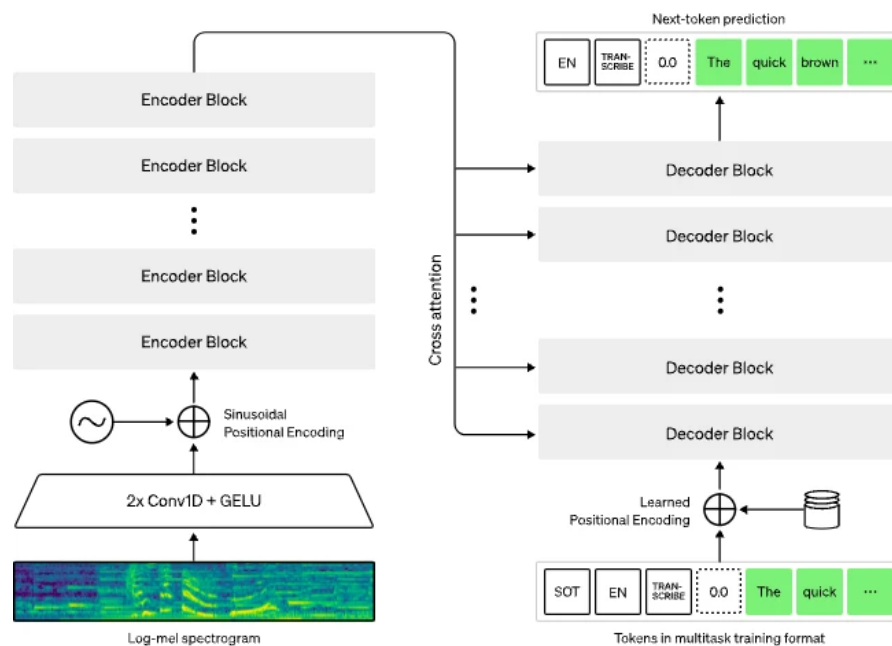 Next-token prediction
EN
TRAN-
SCRIBE
0.0
The
quick
brown
...
Encoder Block
Encoder Block
Encoder Block
Encoder Block
Sinusoidal
Positional Encoding
2x Conv1D + GELU
Log-mel spectrogram
Cross attention
Decoder Block
Decoder Block
Decoder Block
Decoder Block
Learned
Positional Encoding
SOT
EN
TRAN-
SCRIBE
0.0
The
quick
...
Tokens in multitask training format